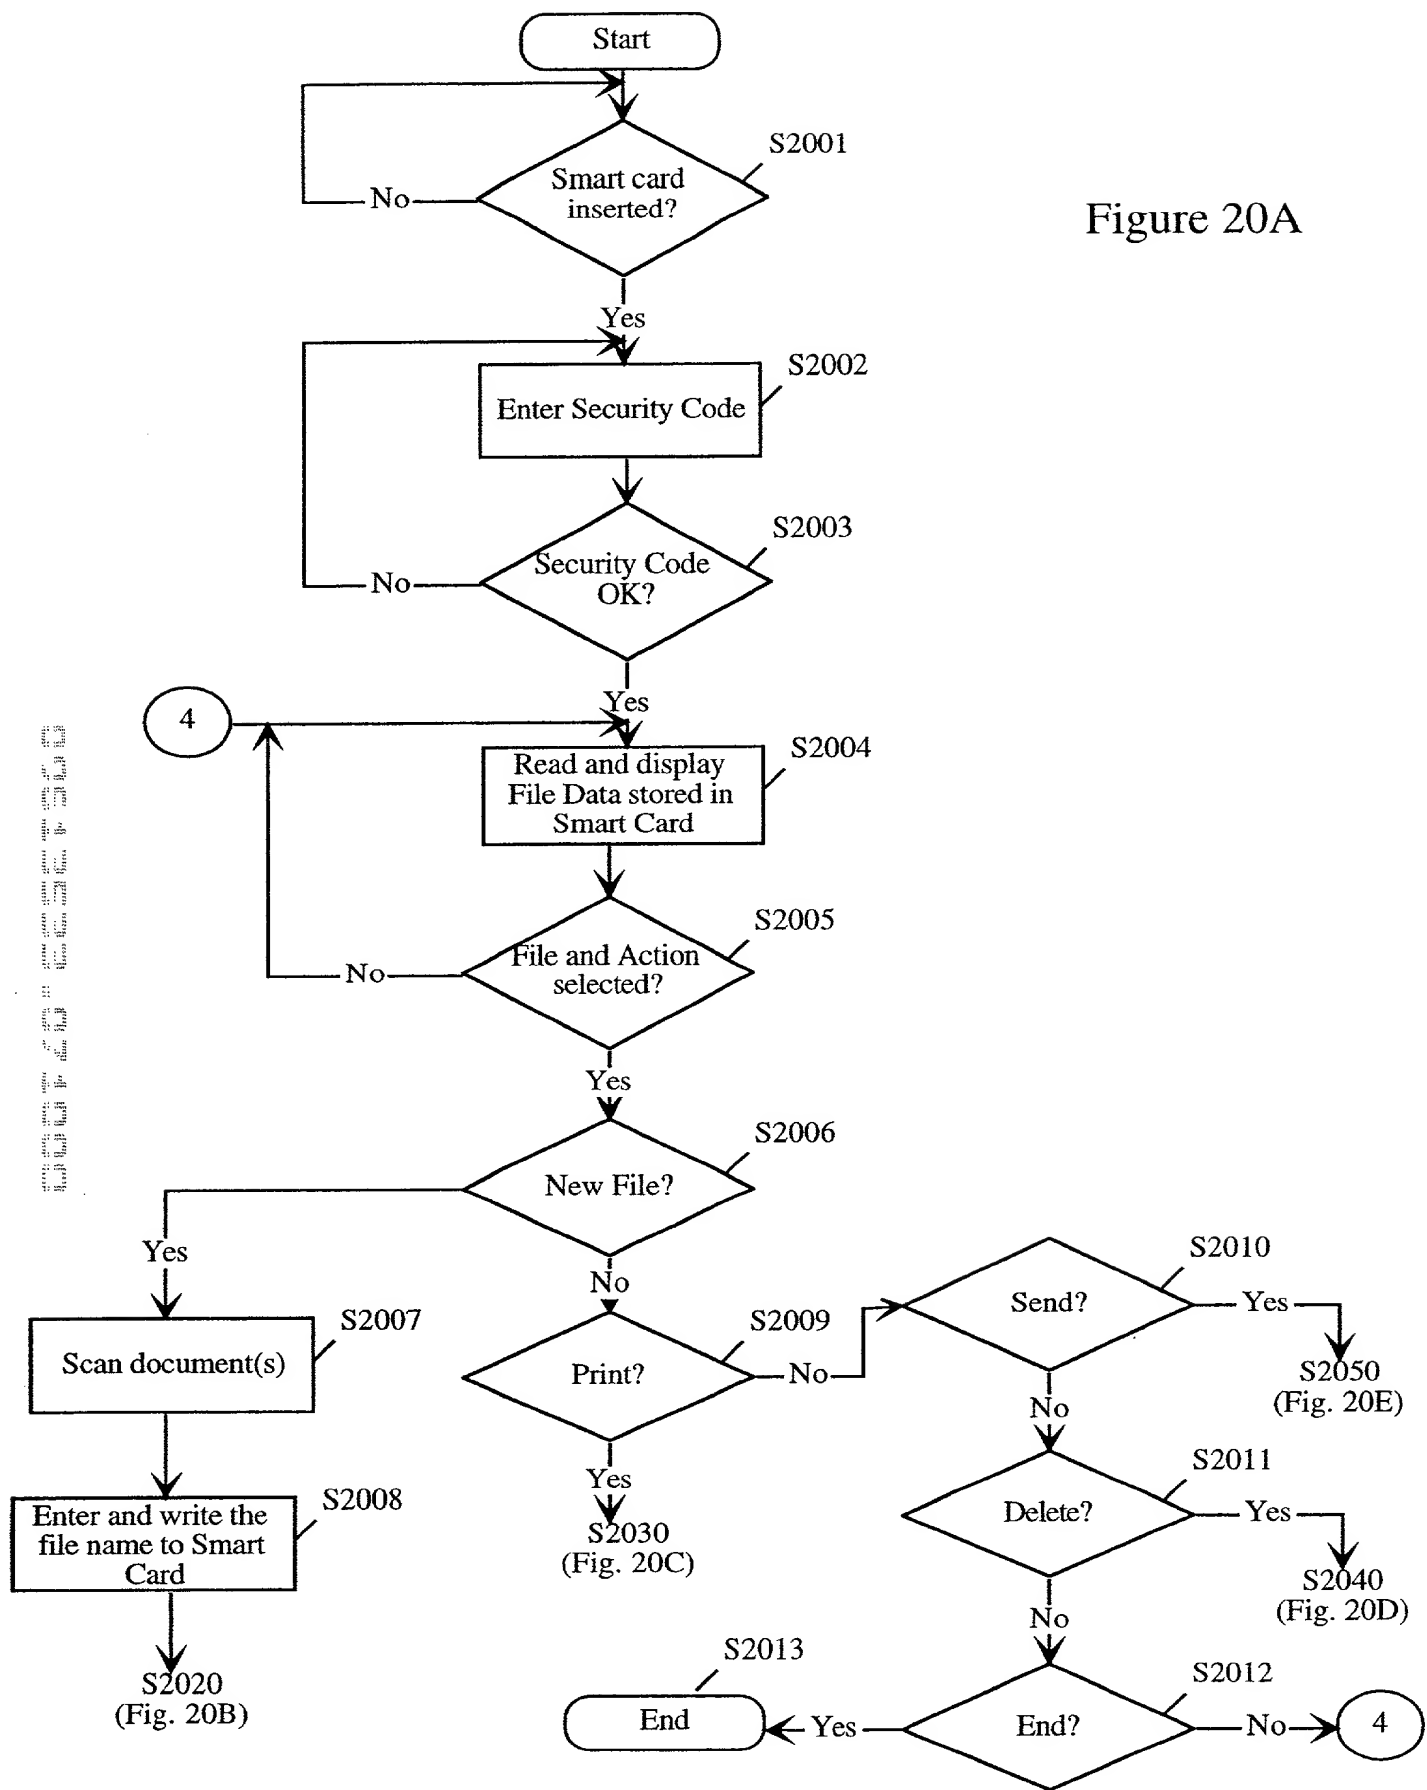 Start
S2001
Smart card
inserted?
No
Figure 20A
Yes
S2002
Enter Security Code
S2003
Security Code
OK?
No
Yes
4
S2004
Read and display
File Data stored in
Smart Card
S2005
File and Action
selected?
No
Yes
S2006
New File?
Yes
No
S2007
Scan document(s)
S2008
Enter and write the
file name to Smart
Card
S2020
(Fig. 20B)
S2009
Print?
No
Yes
S2030
(Fig. 20C)
S2010
Send?
Yes
S2050
(Fig. 20E)
No
S2011
Delete?
Yes
S2040
(Fig. 20D)
No
S2012
End?
No
4
Yes
S2013
End